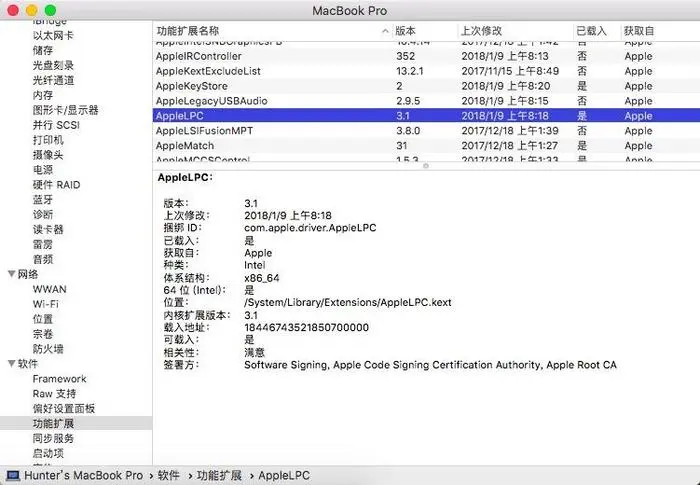 MacBook Pro
iBridge
以太网卡
储存
光盘刻录
光纤通道
内存
图形卡/显示器
并行 SCSI
打印机
摄像头
电源
硬件 RAID
蓝牙
诊断
读卡器
雷雳
音频
网络
WWAN
Wi-Fi
位置
宗卷
防火墙
软件
Framework
Raw 支持
偏好设置面板
功能扩展
同步服务
启动项
功能扩展名称 版本 上次修改 已载入 获取自
AppleIntelSNBGraphicsFB 10.4.14 2017/12/18 上午1:42 否 Apple
AppleIRController 352 2018/1/9 上午8:13 否 Apple
AppleKextExcludeList 13.2.1 2017/11/15 上午8:49 否 Apple
AppleKeyStore 2 2018/1/9 上午8:20 是 Apple
AppleLegacyUSBAudio 2.9.5 2018/1/9 上午8:15 否 Apple
AppleLPC 3.1 2018/1/9 上午8:18 是 Apple
AppleLSIFusionMPT 3.8.0 2017/12/18 上午1:39 否 Apple
AppleMatch 31 2017/12/18 上午1:27 是 Apple
AppleMCCSControl 1.5.3 2017/12/18 上午1:33 是 Apple
AppleLPC：
版本： 3.1
上次修改： 2018/1/9 上午8:18
捆绑 ID： com.apple.driver.AppleLPC
已载入： 是
获取自： Apple
种类： Intel
体系结构： x86_64
64 位 (Intel)： 是
位置： /System/Library/Extensions/AppleLPC.kext
内核扩展版本： 3.1
载入地址： 18446743521850700000
可载入： 是
相关性： 满意
签署方： Software Signing, Apple Code Signing Certification Authority, Apple Root CA
Hunter's MacBook Pro › 软件 › 功能扩展 › AppleLPC